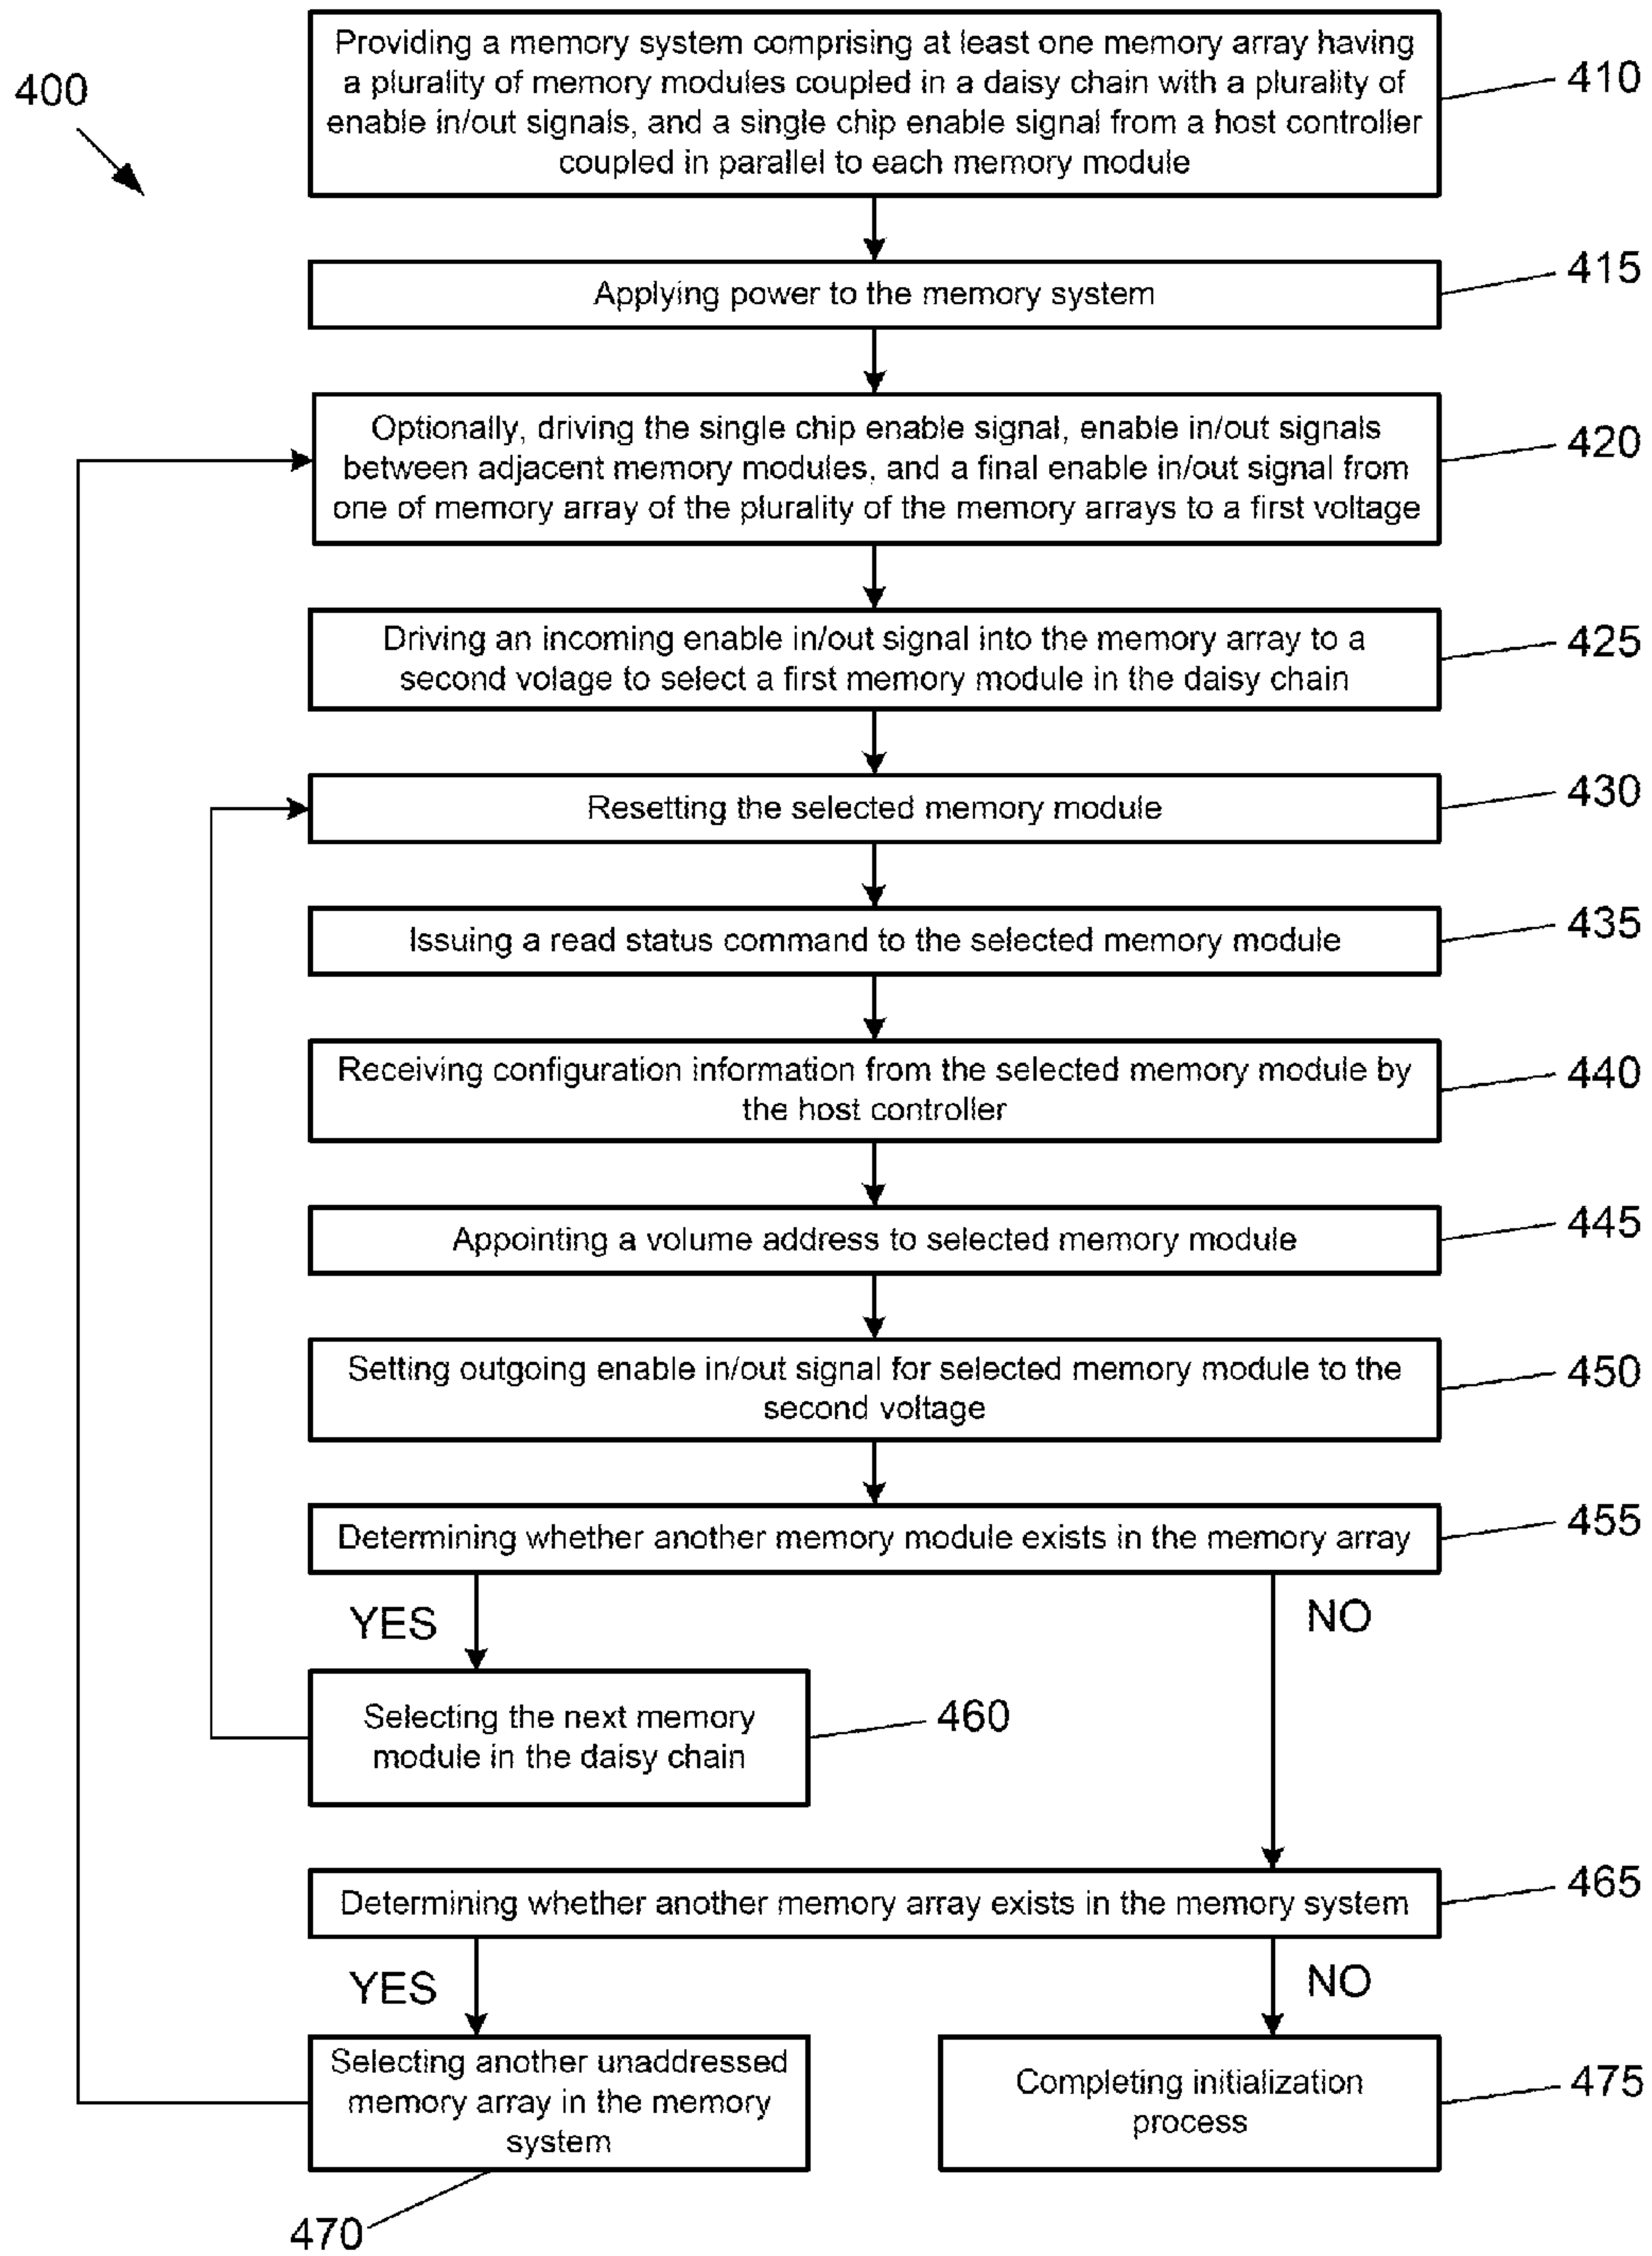 400
Providing a memory system comprising at least one memory array having
a plurality of memory modules coupled in a daisy chain with a plurality of
enable in/out signals, and a single chip enable signal from a host controller
coupled in parallel to each memory module
410
Applying power to the memory system
415
Optionally, driving the single chip enable signal, enable in/out signals
between adjacent memory modules, and a final enable in/out signal from
one of memory array of the plurality of the memory arrays to a first voltage
420
Driving an incoming enable in/out signal into the memory array to a
second volage to select a first memory module in the daisy chain
425
Resetting the selected memory module
430
Issuing a read status command to the selected memory module
435
Receiving configuration information from the selected memory module by
the host controller
440
Appointing a volume address to selected memory module
445
Setting outgoing enable in/out signal for selected memory module to the
second voltage
450
Determining whether another memory module exists in the memory array
455
YES
NO
Selecting the next memory
module in the daisy chain
460
Determining whether another memory array exists in the memory system
465
YES
NO
Selecting another unaddressed
memory array in the memory
system
470
Completing initialization
process
475